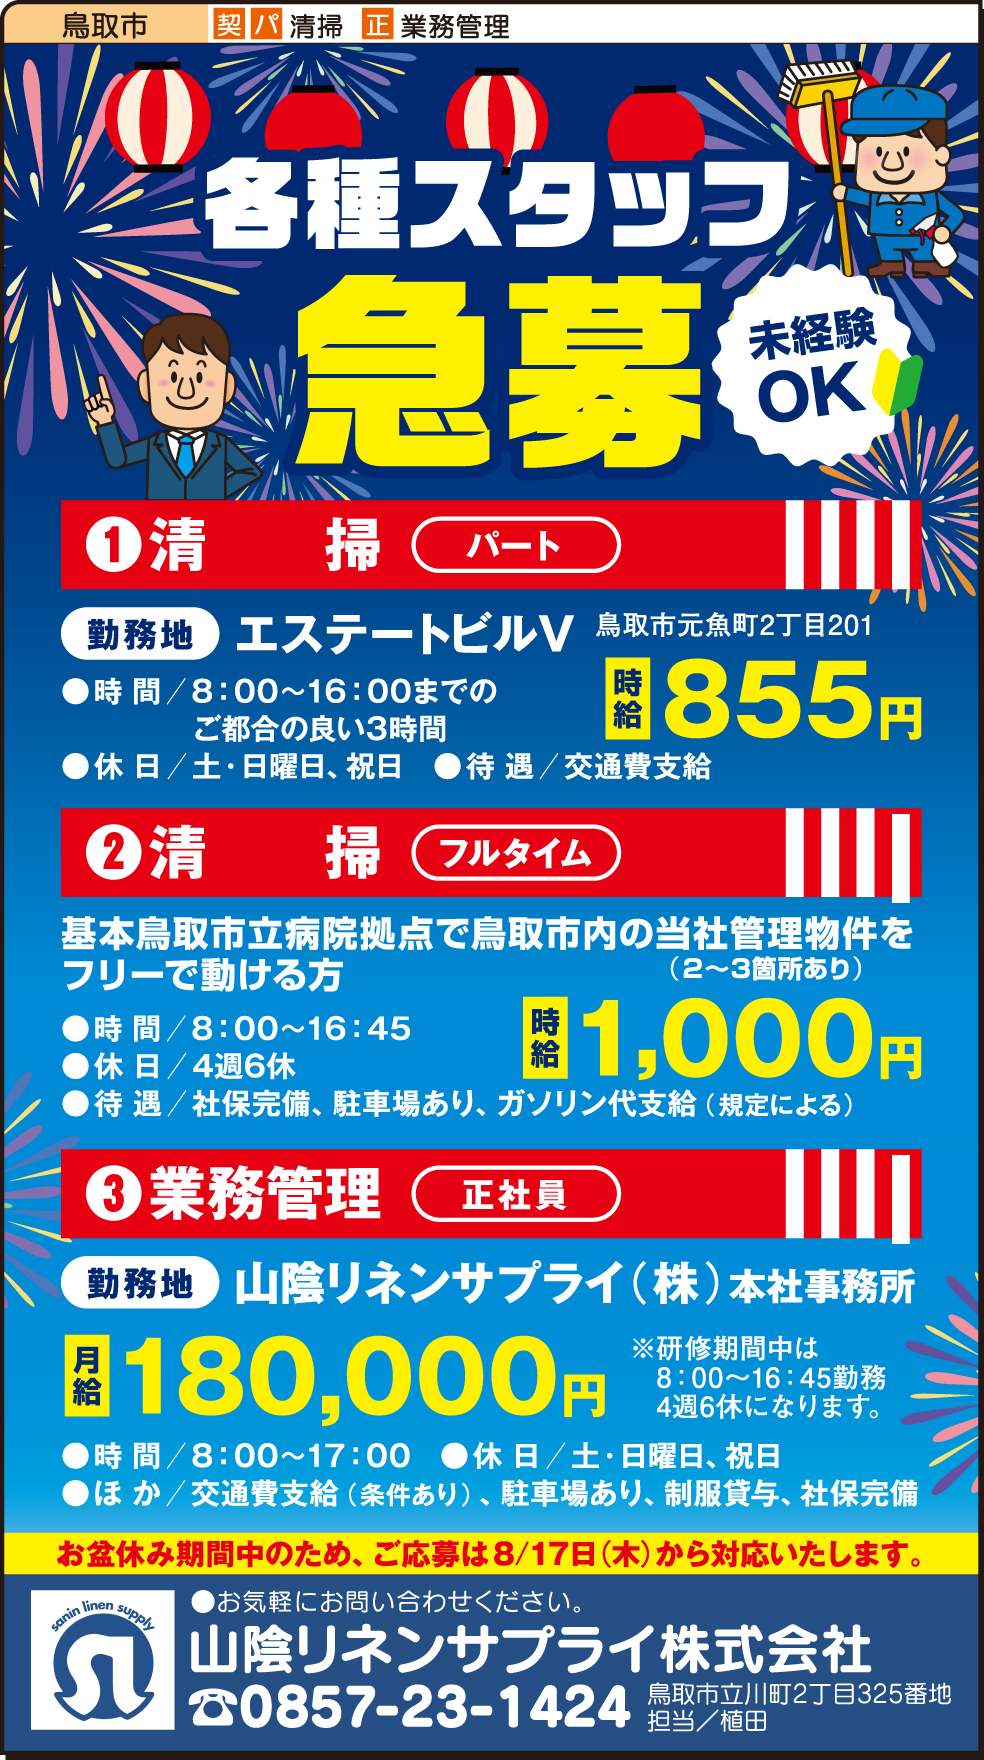 鳥取市 契 パ 清掃 正 業務管理
各種スタッフ
急募
未経験
OK
❶清掃 パート
勤務地 エステートビルV 鳥取市元魚町2丁目201
●時間／8：00～16：00までの
ご都合の良い3時間
時給 855円
●休日／土・日曜日、祝日 ●待遇／交通費支給
❷清掃 フルタイム
基本鳥取市立病院拠点で鳥取市内の当社管理物件を
フリーで動ける方 （2～3箇所あり）
●時間／8：00～16：45
●休日／4週6休
時給 1,000円
●待遇／社保完備、駐車場あり、ガソリン代支給（規定による）
❸業務管理 正社員
勤務地 山陰リネンサプライ（株）本社事務所
月給 180,000円
※研修期間中は
8：00～16：45勤務
4週6休になります。
●時間／8：00～17：00 ●休日／土・日曜日、祝日
●ほか／交通費支給（条件あり）、駐車場あり、制服貸与、社保完備
お盆休み期間中のため、ご応募は8/17日（木）から対応いたします。
sanin linen supply
●お気軽にお問い合わせください。
山陰リネンサプライ株式会社
☎0857-23-1424
鳥取市立川町2丁目325番地
担当／植田